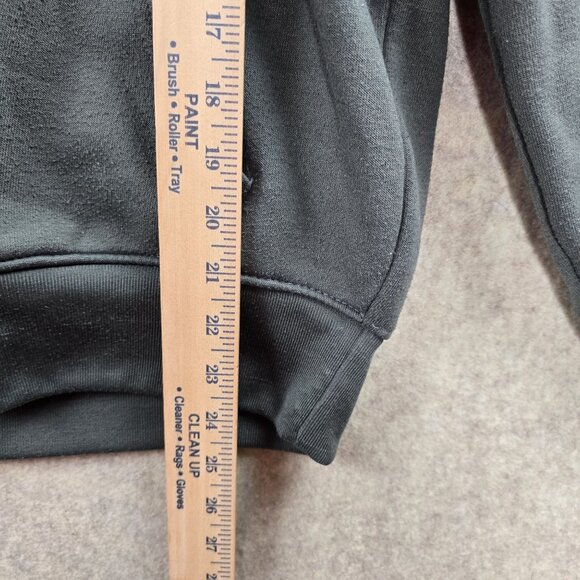 17
18
19
20
21
22
23
24
25
26
27
PAINT
• Brush • Roller • Tray
CLEAN UP
• Cleaner • Rags • Gloves